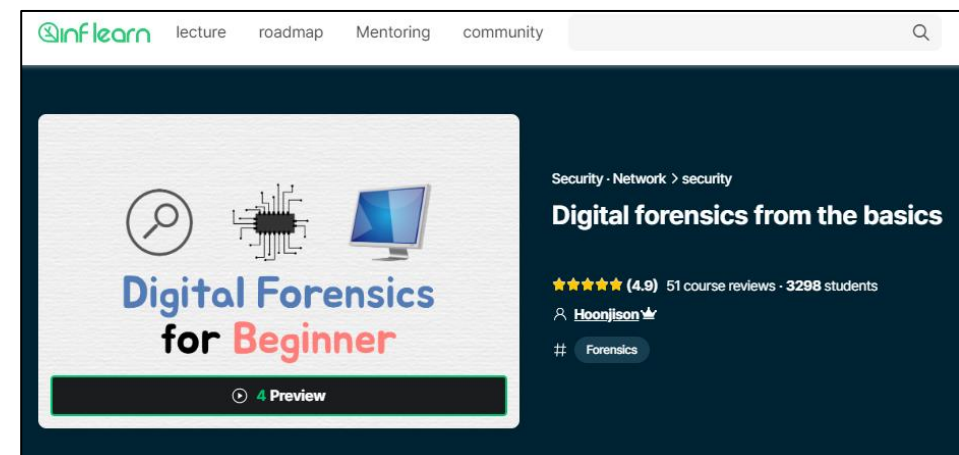 inflearn lecture roadmap Mentoring community
Digital Forensics
for Beginner
4 Preview
Security · Network > security
Digital forensics from the basics
(4.9) 51 course reviews · 3298 students
Hoonjison
# Forensics